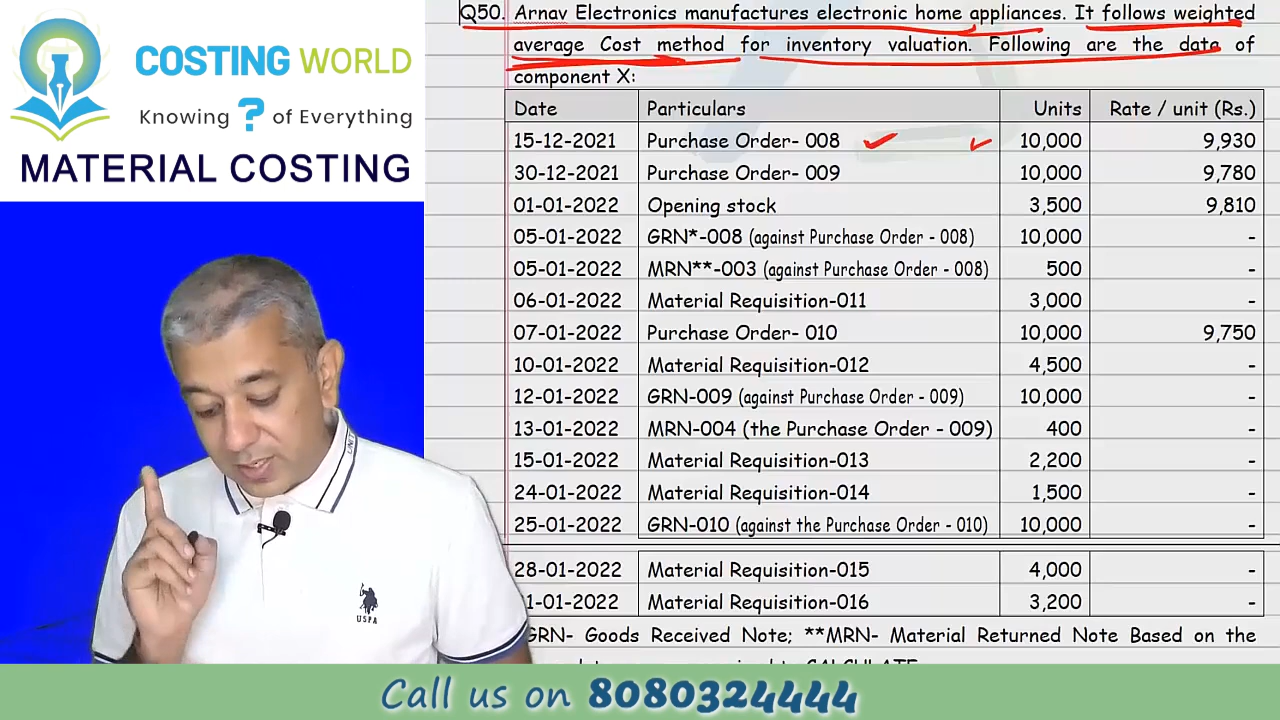 COSTING WORLD
Knowing ? of Everything
MATERIAL COSTING
Q50. Arnav Electronics manufactures electronic home appliances. It follows weighted
average Cost method for inventory valuation. Following are the data of
component X:
Date Particulars Units Rate / unit (Rs.)
15-12-2021 Purchase Order- 008 10,000 9,930
30-12-2021 Purchase Order- 009 10,000 9,780
01-01-2022 Opening stock 3,500 9,810
05-01-2022 GRN*-008 (against Purchase Order - 008) 10,000 -
05-01-2022 MRN**-003 (against Purchase Order - 008) 500 -
06-01-2022 Material Requisition-011 3,000 -
07-01-2022 Purchase Order- 010 10,000 9,750
10-01-2022 Material Requisition-012 4,500 -
12-01-2022 GRN-009 (against Purchase Order - 009) 10,000 -
13-01-2022 MRN-004 (the Purchase Order - 009) 400 -
15-01-2022 Material Requisition-013 2,200 -
24-01-2022 Material Requisition-014 1,500 -
25-01-2022 GRN-010 (against the Purchase Order - 010) 10,000 -
28-01-2022 Material Requisition-015 4,000 -
1-01-2022 Material Requisition-016 3,200 -
GRN- Goods Received Note; **MRN- Material Returned Note Based on the
USPA
Call us on 8080324444